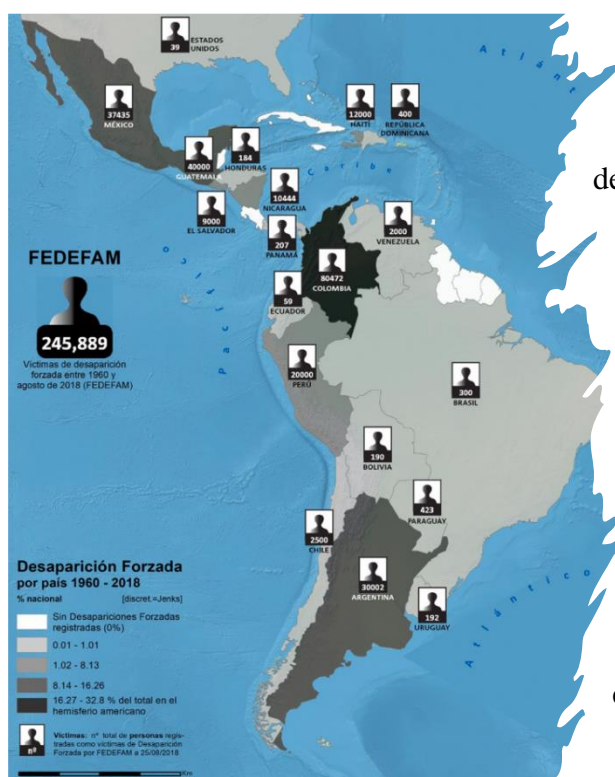 39
ESTADOS
UNIDOS
Atlánt
37435
MÉXICO
12000
HAITÍ
400
REPÚBLICA
DOMINICANA
40000
GUATEMALA
184
HONDURAS
Caribe
de
10444
NICARAGUA
9000
EL SALVADOR
207
PANAMÁ
2000
VENEZUELA
80472
COLOMBIA
59
ECUADOR
FEDEFAM
245,889
Víctimas de desaparición
forzada entre 1960 y
agosto de 2018 (FEDEFAM)
Pacífico
20000
PERÚ
300
BRASIL
190
BOLIVIA
423
PARAGUAY
2500
CHILE
30002
ARGENTINA
192
URUGUAY
Atlántico
Desaparición Forzada
por país 1960 - 2018
% nacional [discret.=Jenks]
Sin Desapariciones Forzadas
registradas (0%)
0.01 - 1.01
1.02 - 8.13
8.14 - 16.26
16.27 - 32.8 % del total en el
hemisferio americano
nº
Víctimas: nº total de personas regis-
tradas como víctimas de Desaparición
Forzada por FEDEFAM a 25/08/2018
Km